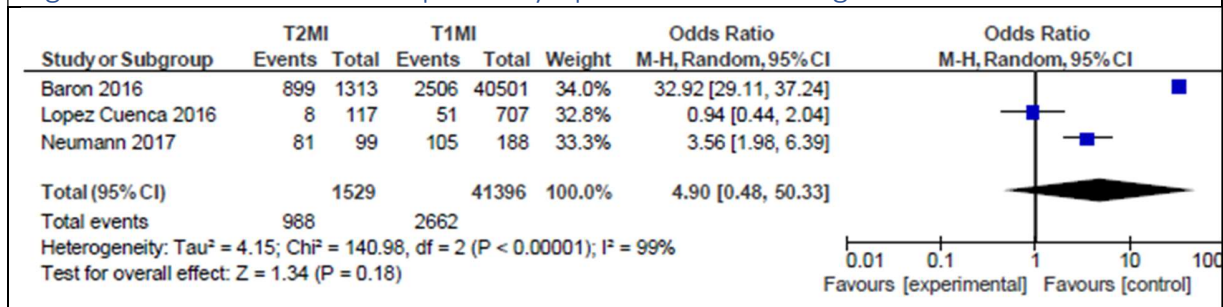 T2MI T1MI Odds Ratio Odds Ratio
Study or Subgroup Events Total Events Total Weight M-H, Random, 95% CI M-H, Random, 95% CI
Baron 2016 899 1313 2506 40501 34.0% 32.92 [29.11, 37.24]
Lopez Cuenca 2016 8 117 51 707 32.8% 0.94 [0.44, 2.04]
Neumann 2017 81 99 105 188 33.3% 3.56 [1.98, 6.39]
Total (95% CI) 1529 41396 100.0% 4.90 [0.48, 50.33]
Total events 988 2662
Heterogeneity: Tau² = 4.15; Chi² = 140.98, df = 2 (P < 0.00001); I² = 99%
Test for overall effect: Z = 1.34 (P = 0.18)
0.01 0.1 1 10 100
Favours [experimental] Favours [control]